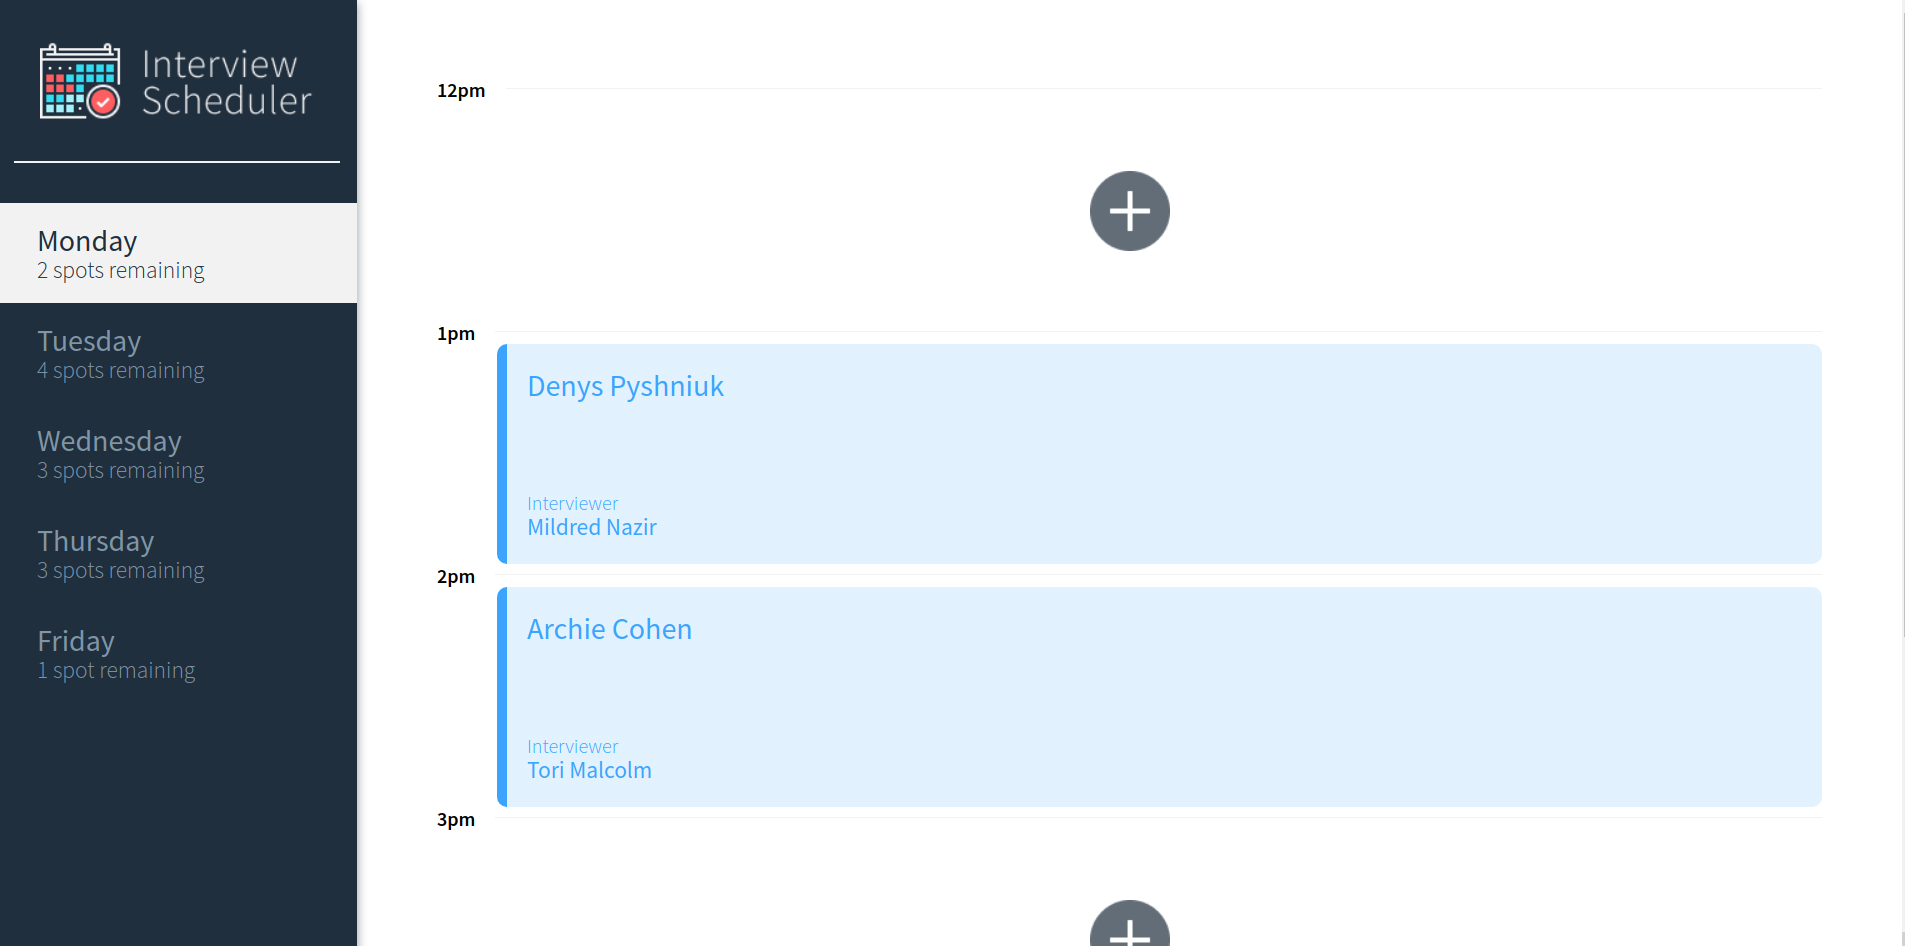 Interview
Scheduler
Monday
2 spots remaining
Tuesday
4 spots remaining
Wednesday
3 spots remaining
Thursday
3 spots remaining
Friday
1 spot remaining
12pm
1pm
Denys Pyshniuk
Interviewer
Mildred Nazir
2pm
Archie Cohen
Interviewer
Tori Malcolm
3pm